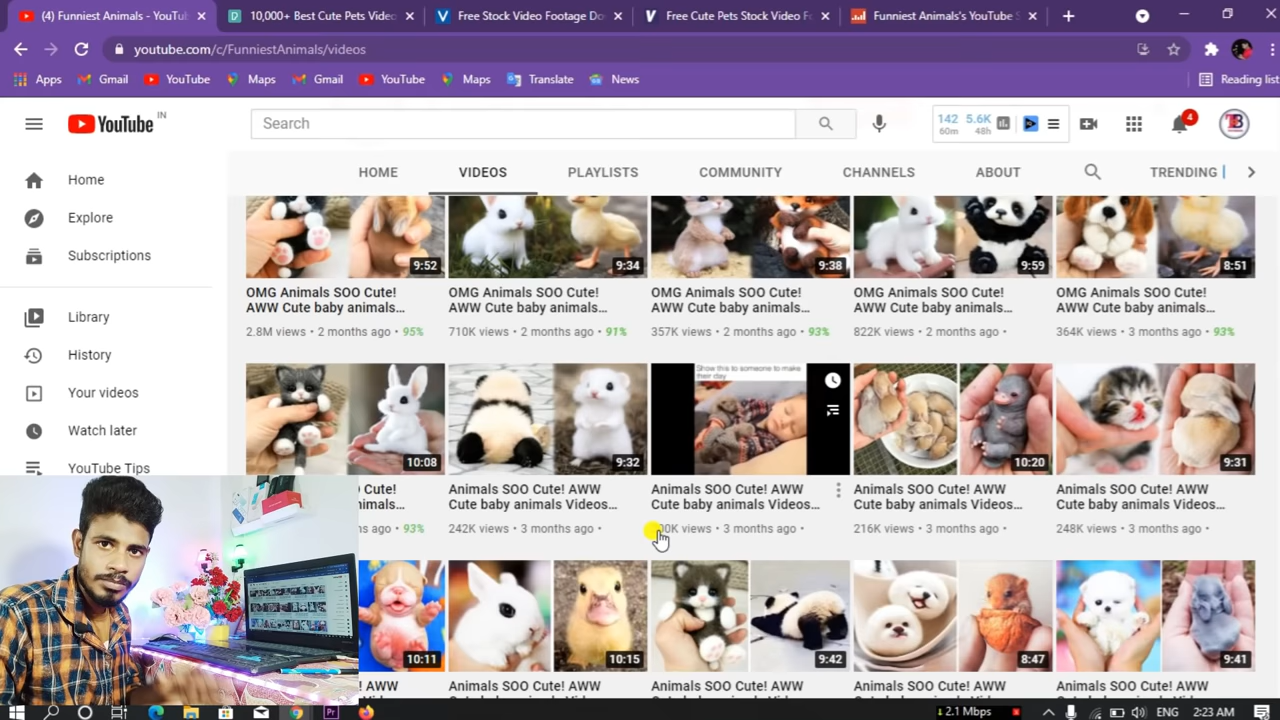 (4) Funniest Animals - YouTu
10,000+ Best Cute Pets Video
Free Stock Video Footage Do
Free Cute Pets Stock Video F
Funniest Animals's YouTube S
youtube.com/c/FunniestAnimals/videos
Apps
Gmail
YouTube
Maps
Gmail
YouTube
Maps
Translate
News
Reading list
YouTube IN
Search
142 5.6K
60m 48h
4
HOME
VIDEOS
PLAYLISTS
COMMUNITY
CHANNELS
ABOUT
TRENDING
Home
Explore
Subscriptions
Library
History
Your videos
Watch later
YouTube Tips
9:52
9:34
9:38
9:59
8:51
OMG Animals SOO Cute!
AWW Cute baby animals...
2.8M views • 2 months ago • 95%
OMG Animals SOO Cute!
AWW Cute baby animals...
710K views • 2 months ago • 91%
OMG Animals SOO Cute!
AWW Cute baby animals...
357K views • 2 months ago • 93%
OMG Animals SOO Cute!
AWW Cute baby animals...
822K views • 2 months ago •
OMG Animals SOO Cute!
AWW Cute baby animals...
364K views • 3 months ago • 93%
Show this to someone to make
their day
10:08
9:32
10:20
9:31
Cute!
animals...
ago • 93%
Animals SOO Cute! AWW
Cute baby animals Videos...
242K views • 3 months ago •
Animals SOO Cute! AWW
Cute baby animals Videos...
views • 3 months ago •
Animals SOO Cute! AWW
Cute baby animals Videos...
216K views • 3 months ago •
Animals SOO Cute! AWW
Cute baby animals Videos...
248K views • 3 months ago •
10:11
10:15
9:42
8:47
9:41
AWW
Animals SOO Cute! AWW
Animals SOO Cute! AWW
Animals SOO Cute! AWW
Animals SOO Cute! AWW
2.1 Mbps
ENG
2:23 AM